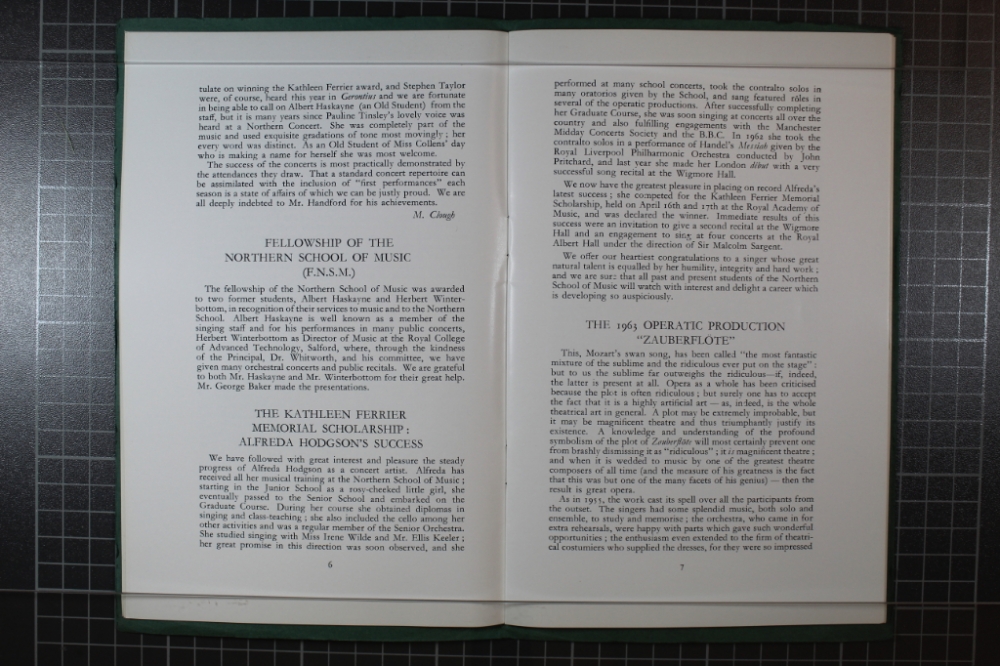 tulate on winning the Kathleen Ferrier award, and Stephen Taylor
were, of course, heard this year in Gerontius and we are fortunate
in being able to call on Albert Haskayne (an Old Student) from the
staff, but it is many years since Pauline Tinsley's lovely voice was
heard at a Northern Concert. She was completely part of the
music and used exquisite gradations of tone most movingly ; her
every word was distinct. As an Old Student of Miss Collens' day
who is making a name for herself she was most welcome.
The success of the concerts is most practically demonstrated by
the attendances they draw. That a standard concert repertoire can
be assimilated with the inclusion of "first performances" each
season is a state of affairs of which we can be justly proud. We are
all deeply indebted to Mr. Handford for his achievements.
M. Clough
FELLOWSHIP OF THE
NORTHERN SCHOOL OF MUSIC
(F.N.S.M.)
The fellowship of the Northern School of Music was awarded
to two former students, Albert Haskayne and Herbert Winter-
bottom, in recognition of their services to music and to the Northern
School. Albert Haskayne is well known as a member of the
singing staff and for his performances in many public concerts,
Herbert Winterbottom as Director of Music at the Royal College
of Advanced Technology, Salford, where, through the kindness
of the Principal, Dr. Whitworth, and his committee, we have
given many orchestral concerts and public recitals. We are grateful
to both Mr. Haskayne and Mr. Winterbottom for their great help.
Mr. George Baker made the presentations.
THE KATHLEEN FERRIER
MEMORIAL SCHOLARSHIP :
ALFREDA HODGSON'S SUCCESS
We have followed with great interest and pleasure the steady
progress of Alfreda Hodgson as a concert artist. Alfreda has
received all her musical training at the Northern School of Music ;
starting in the Junior School as a rosy-cheeked little girl, she
eventually passed to the Senior School and embarked on the
Graduate Course. During her course she obtained diplomas in
singing and class-teaching ; she also included the cello among her
other activities and was a regular member of the Senior Orchestra.
She studied singing with Miss Irene Wilde and Mr. Ellis Keeler ;
her great promise in this direction was soon observed, and she
6
performed at many school concerts, took the contralto solos in
many oratorios given by the School, and sang featured rôles in
several of the operatic productions. After successfully completing
her Graduate Course, she was soon singing at concerts all over the
country and also fulfilling engagements with the Manchester
Midday Concerts Society and the B.B.C. In 1962 she took the
contralto solos in a performance of Handel's Messiah given by the
Royal Liverpool Philharmonic Orchestra conducted by John
Pritchard, and last year she made her London début with a very
successful song recital at the Wigmore Hall.
We now have the greatest pleasure in placing on record Alfreda's
latest success ; she competed for the Kathleen Ferrier Memorial
Scholarship, held on April 16th and 17th at the Royal Academy of
Music, and was declared the winner. Immediate results of this
success were an invitation to give a second recital at the Wigmore
Hall and an engagement to sing at four concerts at the Royal
Albert Hall under the direction of Sir Malcolm Sargent.
We offer our heartiest congratulations to a singer whose great
natural talent is equalled by her humility, integrity and hard work ;
and we are sure that all past and present students of the Northern
School of Music will watch with interest and delight a career which
is developing so auspiciously.
THE 1963 OPERATIC PRODUCTION
"ZAUBERFLÖTE"
This, Mozart's swan song, has been called "the most fantastic
mixture of the sublime and the ridiculous ever put on the stage" :
but to us the sublime far outweighs the ridiculous—if, indeed,
the latter is present at all. Opera as a whole has been criticised
because the plot is often ridiculous ; but surely one has to accept
the fact that it is a highly artificial art — as, indeed, is the whole
theatrical art in general. A plot may be extremely improbable, but
it may be magnificent theatre and thus triumphantly justify its
existence. A knowledge and understanding of the profound
symbolism of the plot of Zauberflöte will most certainly prevent one
from brashly dismissing it as "ridiculous" ; it is magnificent theatre ;
and when it is wedded to music by one of the greatest theatre
composers of all time (and the measure of his greatness is the fact
that this was but one of the many facets of his genius) — then the
result is great opera.
As in 1955, the work cast its spell over all the participants from
the outset. The singers had some splendid music, both solo and
ensemble, to study and memorise ; the orchestra, who came in for
extra rehearsals, were happy with parts which gave such wonderful
opportunities ; the enthusiasm even extended to the firm of theatri-
cal costumiers who supplied the dresses, for they were so impressed
7